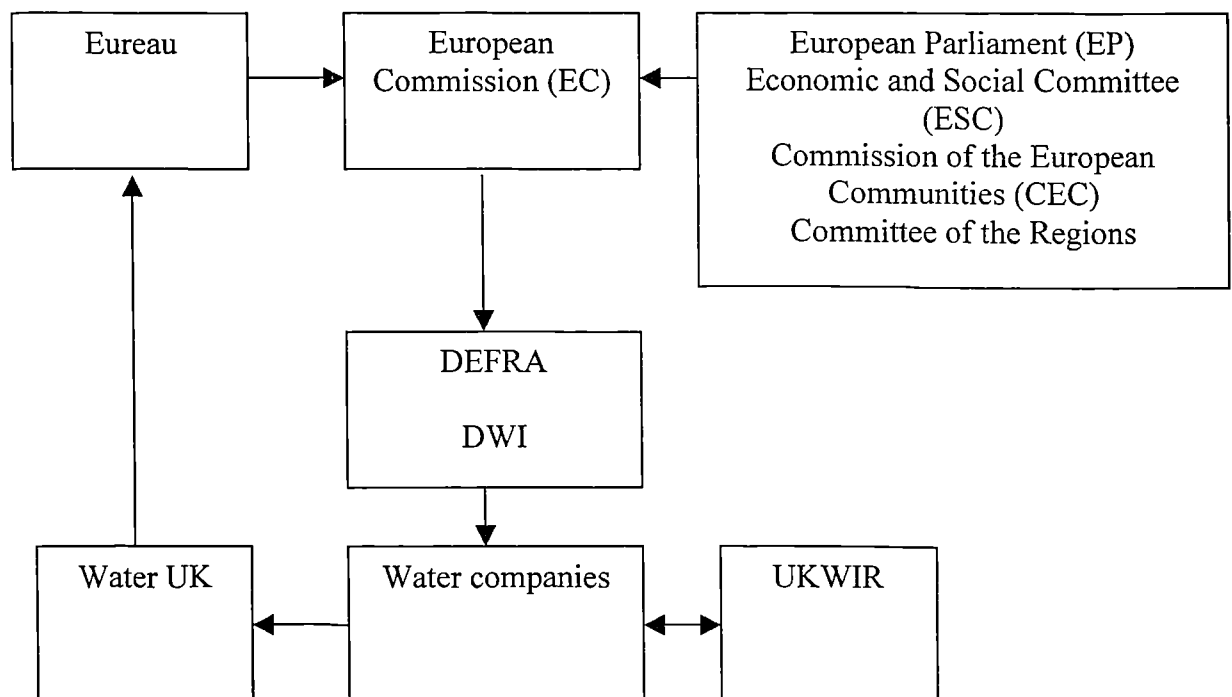 Eureau
European
Commission (EC)
European Parliament (EP)
Economic and Social Committee
(ESC)
Commission of the European
Communities (CEC)
Committee of the Regions
DEFRA
DWI
Water UK
Water companies
UKWIR